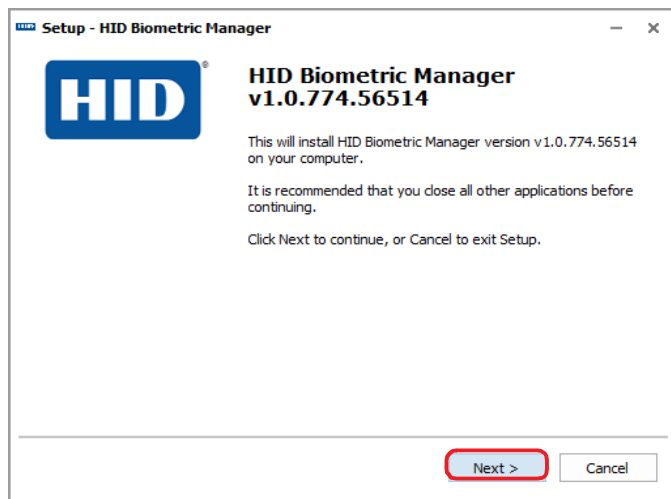 HID Setup - HID Biometric Manager
HID®
HID Biometric Manager
v1.0.774.56514
This will install HID Biometric Manager version v1.0.774.56514
on your computer.
It is recommended that you close all other applications before
continuing.
Click Next to continue, or Cancel to exit Setup.
Next >
Cancel